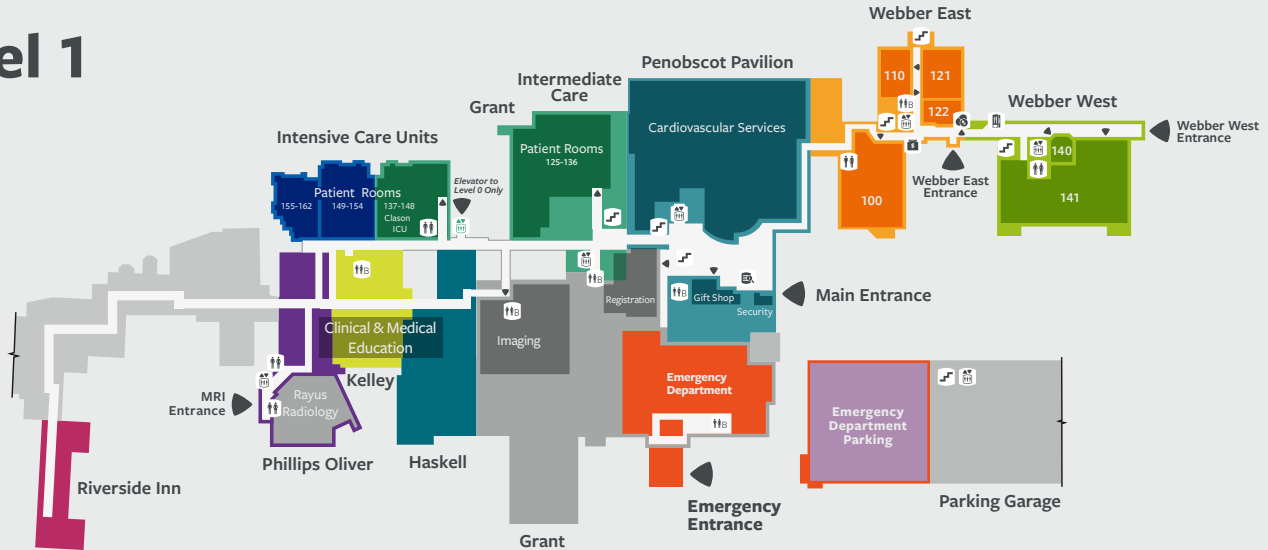 el 1
Webber East
Penobscot Pavilion
Intermediate
Care
Grant
Intensive Care Units
Webber West
110
121
122
Cardiovascular Services
Webber West
Entrance
Patient Rooms
125-136
140
Elevator to
Level 0 Only
Webber East
Entrance
Patient Rooms
155-162
149-154
137-148
Clason
ICU
100
141
B
B
B
B
B
B
Registration
Gift Shop
Security
Main Entrance
Imaging
Clinical & Medical
Education
Kelley
Emergency
Department
MRI
Entrance
Rayus
Radiology
Emergency
Department
Parking
Phillips Oliver
Haskell
Riverside Inn
Emergency
Entrance
Parking Garage
Grant